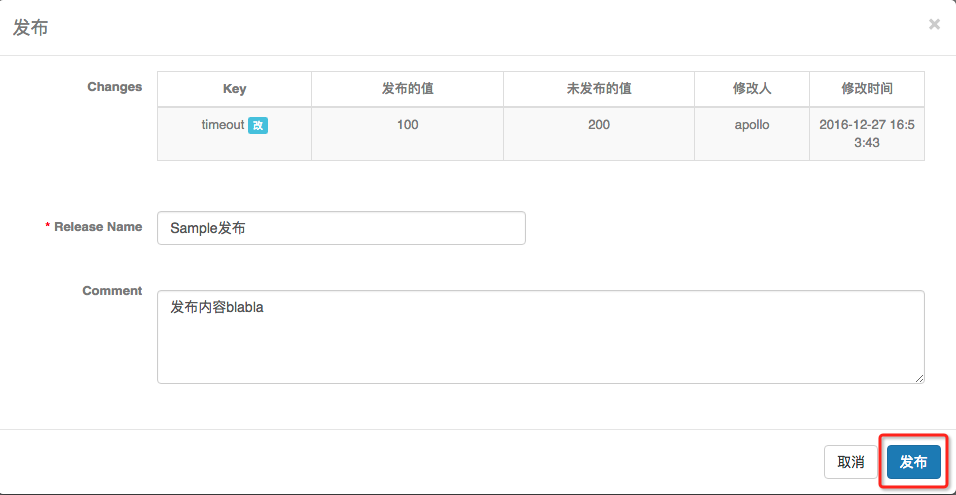 发布 ×
Changes
Key 发布的值 未发布的值 修改人 修改时间
timeout 改 100 200 apollo 2016-12-27 16:5
3:43
* Release Name Sample发布
Comment
发布内容blabla
取消 发布